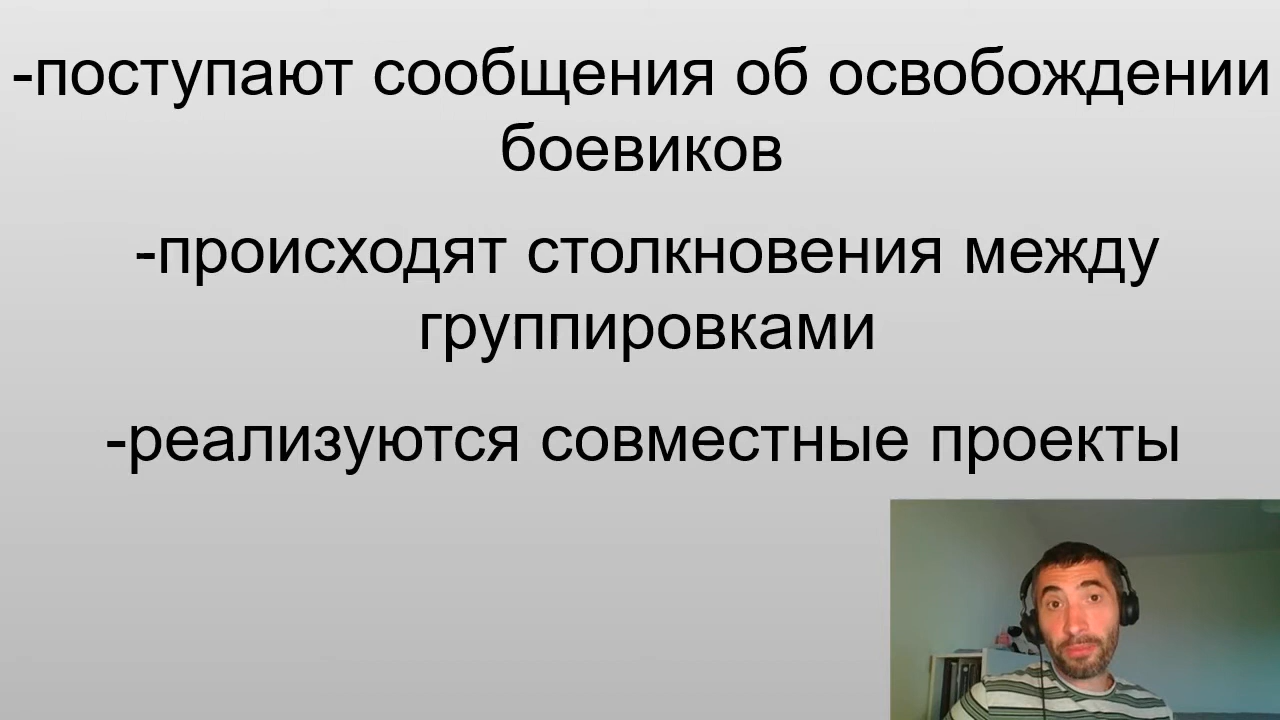 -поступают сообщения об освобождении
боевиков
-происходят столкновения между
группировками
-реализуются совместные проекты